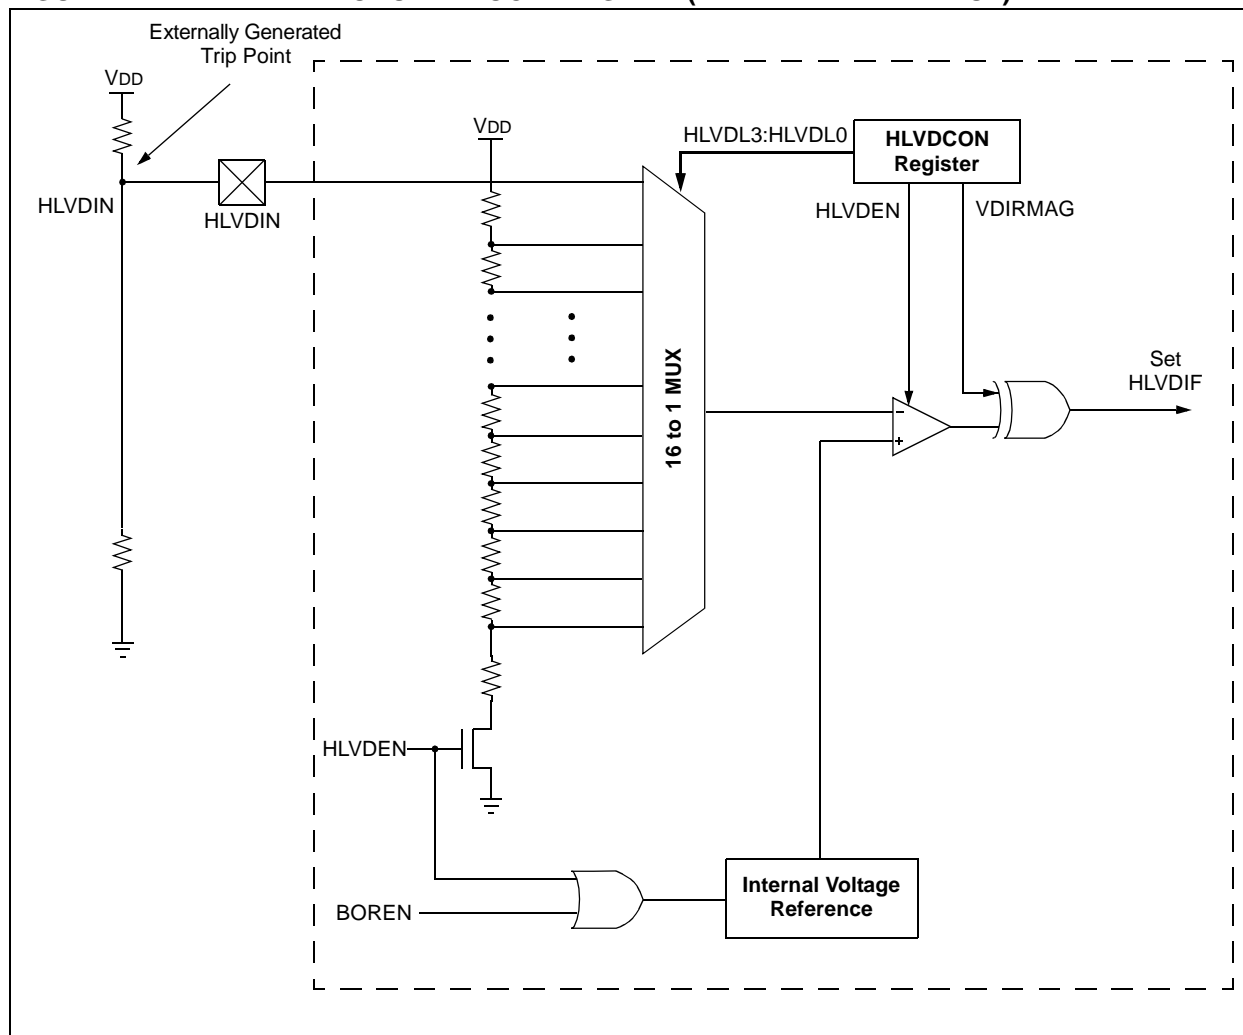 Externally Generated
Trip Point
VDD
VDD
HLVDL3:HLVDL0
HLVDCON
Register
HLVDIN
HLVDIN
HLVDEN
VDIRMAG
16 to 1 MUX
Set
HLVDIF
HLVDEN
BOREN
Internal Voltage
Reference